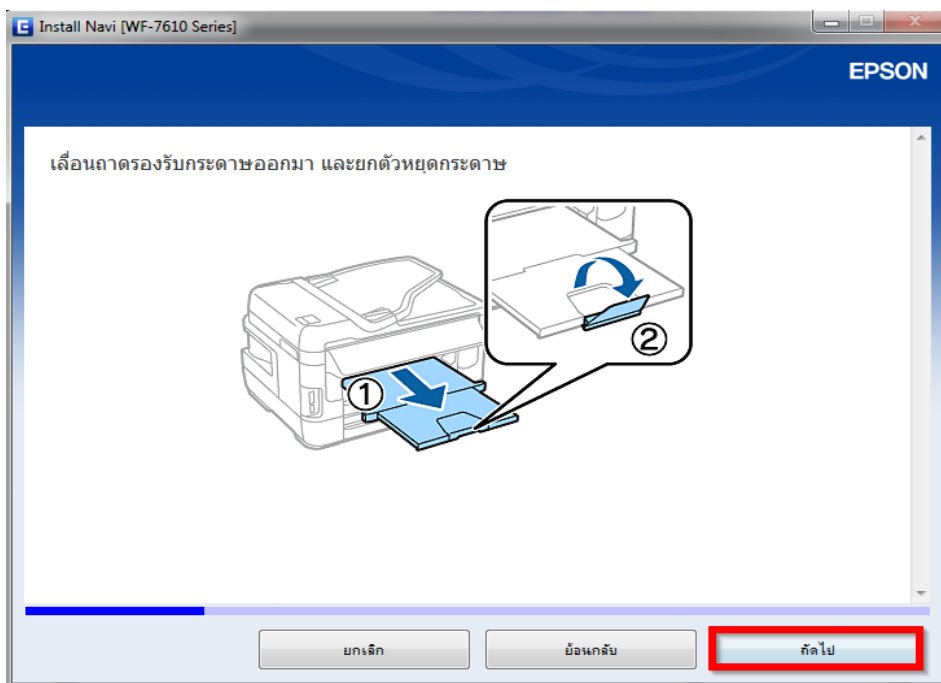 Install Navi [WF-7610 Series]
EPSON
เลื่อนถาดรองรับกระดาษออกมา และยกตัวหยุดกระดาษ
①
②
ยกเลิก
ย้อนกลับ
ถัดไป